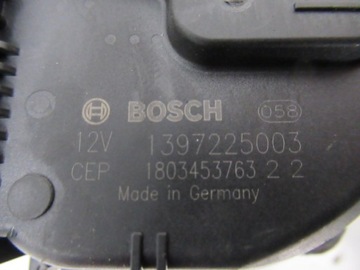 BOSCH 058
12V 1397225003
CEP 1803453763 2 2
Made in Germany